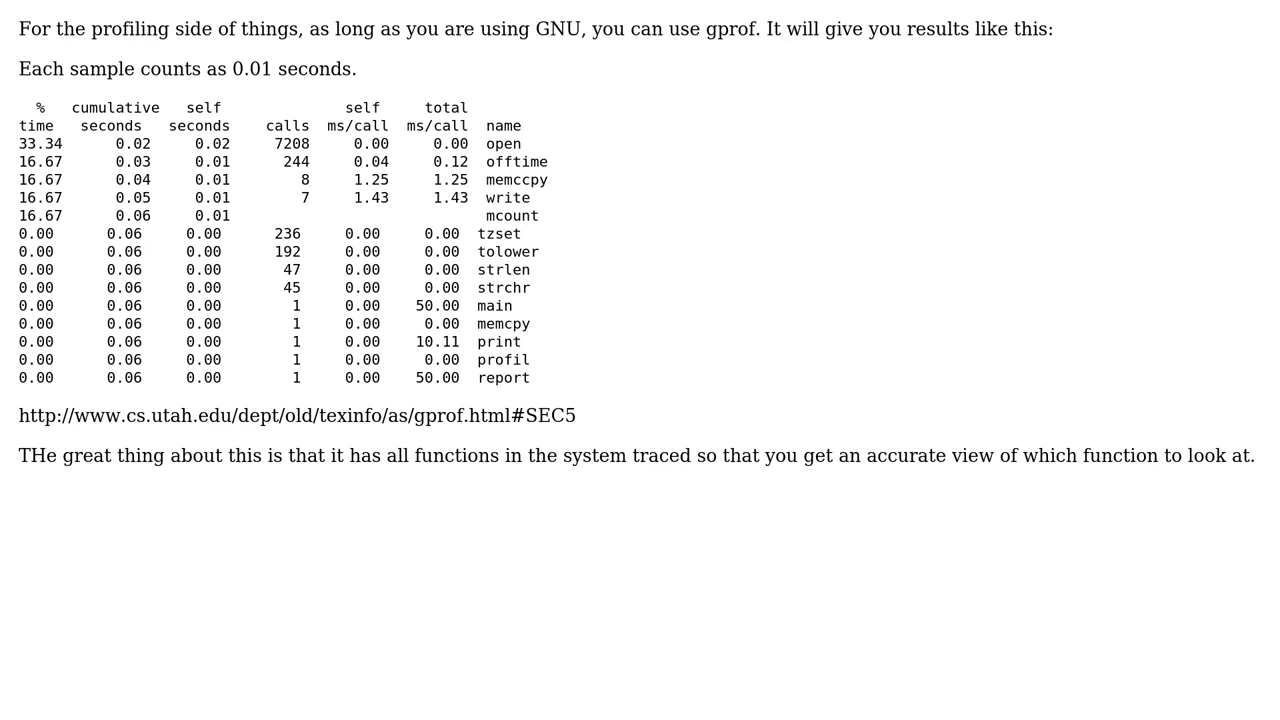 For the profiling side of things, as long as you are using GNU, you can use gprof. It will give you results like this:
Each sample counts as 0.01 seconds.
  %   cumulative   self              self     total
time   seconds   seconds    calls  ms/call  ms/call  name
33.34      0.02     0.02     7208     0.00     0.00  open
16.67      0.03     0.01      244     0.04     0.12  offtime
16.67      0.04     0.01        8     1.25     1.25  memccpy
16.67      0.05     0.01        7     1.43     1.43  write
16.67      0.06     0.01                             mcount
0.00      0.06     0.00      236     0.00     0.00  tzset
0.00      0.06     0.00      192     0.00     0.00  tolower
0.00      0.06     0.00       47     0.00     0.00  strlen
0.00      0.06     0.00       45     0.00     0.00  strchr
0.00      0.06     0.00        1     0.00    50.00  main
0.00      0.06     0.00        1     0.00     0.00  memcpy
0.00      0.06     0.00        1     0.00    10.11  print
0.00      0.06     0.00        1     0.00     0.00  profil
0.00      0.06     0.00        1     0.00    50.00  report
http://www.cs.utah.edu/dept/old/texinfo/as/gprof.html#SEC5
THe great thing about this is that it has all functions in the system traced so that you get an accurate view of which function to look at.